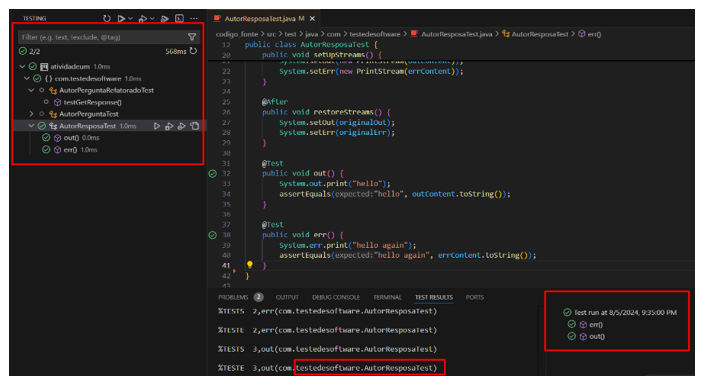 TESTING
Filter (e.g. text, !exclude, @tag)
2/2
568ms
atividadeum 1.0ms
{ } com.testedesoftware 1.0ms
AutorPerguntaRefatoradoTest
testGetResponse()
AutorPerguntaTest
AutorResposaTest 1.0ms
out() 1.0ms
err() 1.0ms
AutorResposaTest.java M
codigo_fonte > src > test > java > com > testedesoftware > AutorResposaTest.java > AutorResposaTest > err()
12 public class AutorResposaTest {
20 public void setUpStreams() {
21 System.setOut(new PrintStream(outContent));
22 System.setErr(new PrintStream(errContent));
23 }
24
25 @After
26 public void restoreStreams() {
27 System.setOut(originalOut);
28 System.setErr(originalErr);
29 }
30
31 @Test
32 public void out() {
33 System.out.print("hello");
34 assertEquals(expected:"hello", outContent.toString());
35 }
36
37 @Test
38 public void err() {
39 System.err.print("hello again");
40 assertEquals(expected:"hello again", errContent.toString());
41 }
42 }
43
PROBLEMS 2 OUTPUT DEBUG CONSOLE TERMINAL TEST RESULTS PORTS
%TESTS 2,err(com.testedesoftware.AutorResposaTest)
%TESTE 2,err(com.testedesoftware.AutorResposaTest)
%TESTS 3,out(com.testedesoftware.AutorResposaTest)
%TESTE 3,out(com.testedesoftware.AutorResposaTest)
Test run at 8/5/2024, 9:35:00 PM
err()
out()